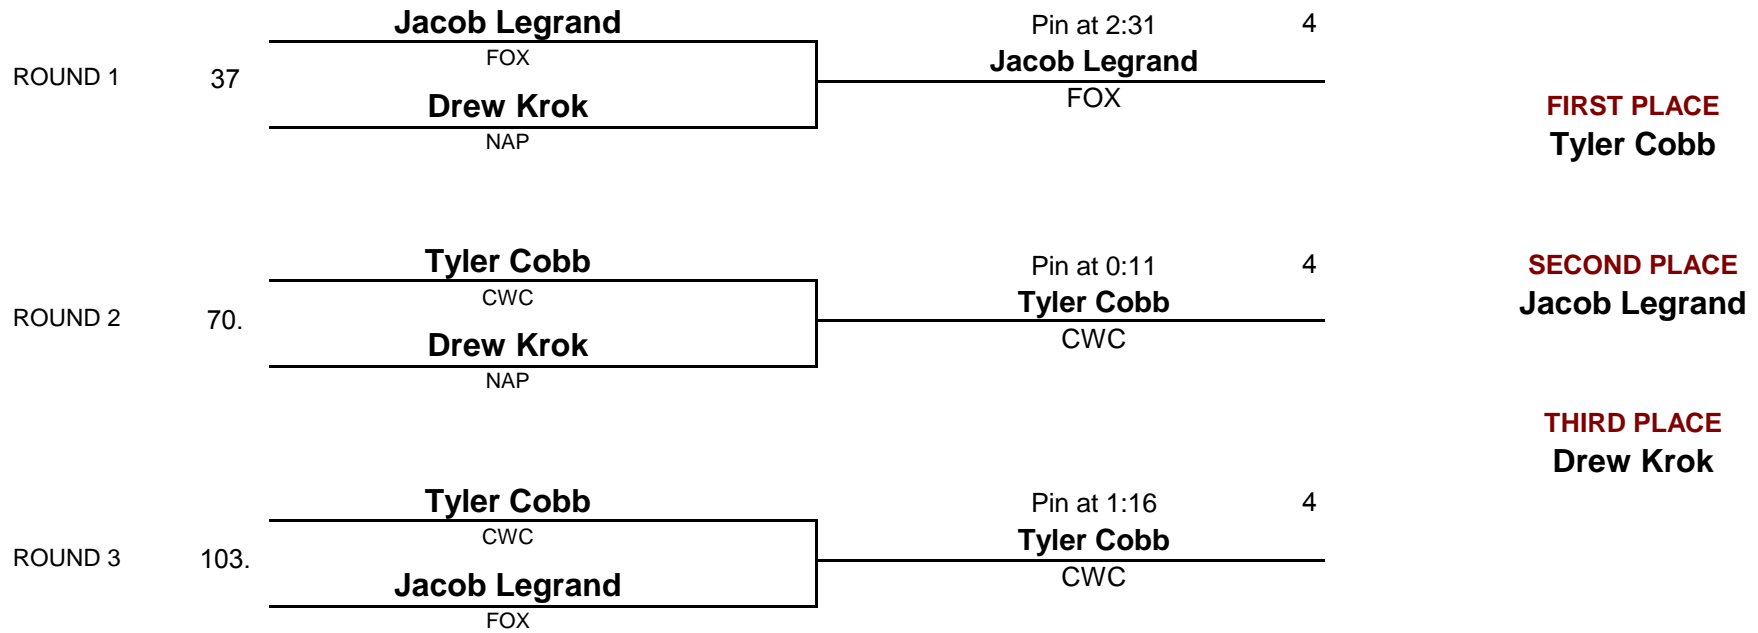 Jacob Legrand
Pin at 2:31 4
FOX
Jacob Legrand
ROUND 1 37
FOX
Drew Krok
NAP
FIRST PLACE
Tyler Cobb
Tyler Cobb
Pin at 0:11 4
CWC
Tyler Cobb
ROUND 2 70.
CWC
Drew Krok
NAP
SECOND PLACE
Jacob Legrand
THIRD PLACE
Drew Krok
Tyler Cobb
Pin at 1:16 4
CWC
Tyler Cobb
ROUND 3 103.
CWC
Jacob Legrand
FOX